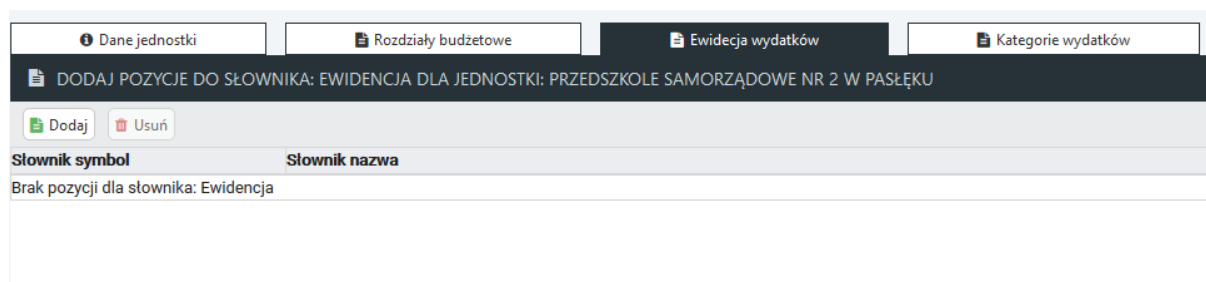 Dane jednostki Rozdziały budżetowe Ewidecja wydatków Kategorie wydatków
DODAJ POZYCJE DO SŁOWNIKA: EWIDENCJA DLA JEDNOSTKI: PRZEDSZKOLE SAMORZĄDOWE NR 2 W PASŁĘKU
Dodaj Usuń
Słownik symbol Słownik nazwa
Brak pozycji dla słownika: Ewidencja